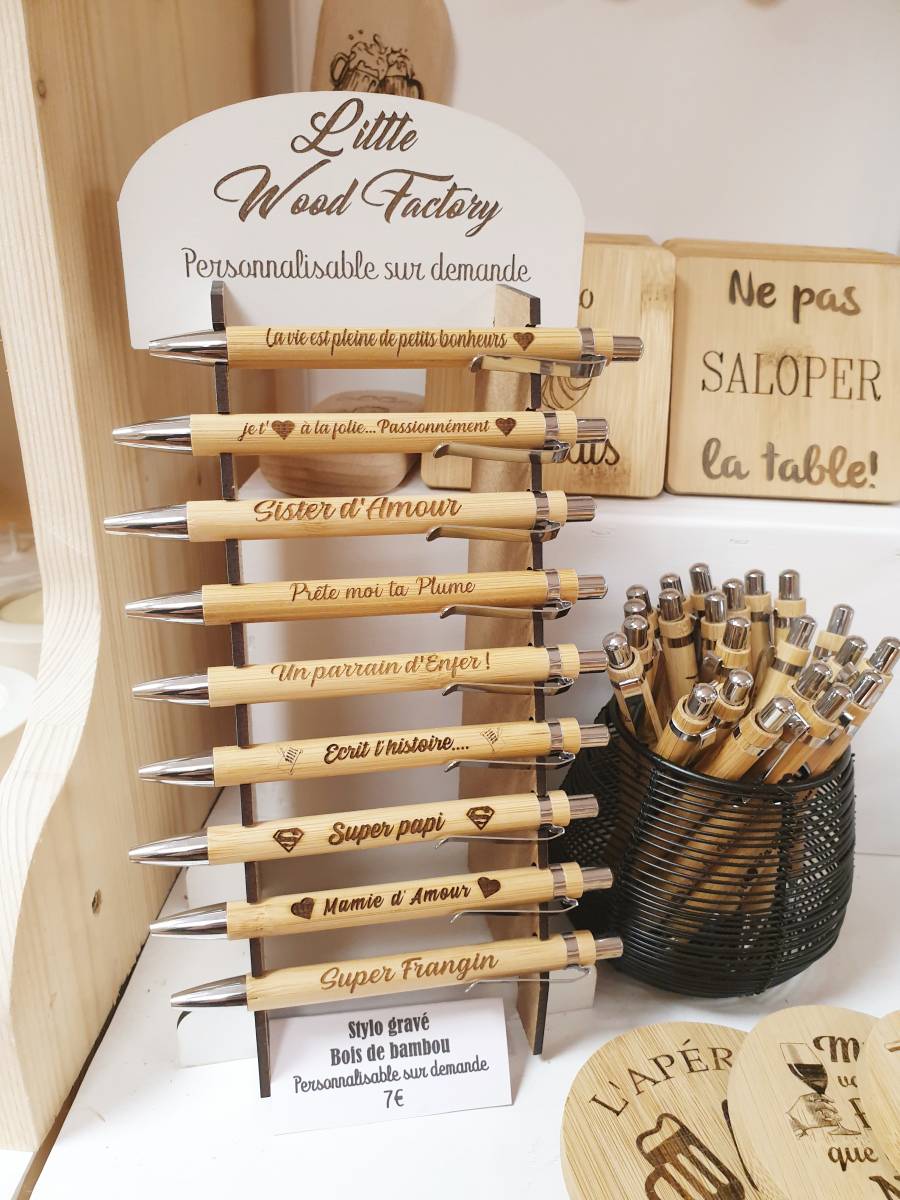 Little
Wood Factory
Personnalisable sur demande
La vie est pleine de petits bonheurs
je t' à la folie...Passionnément
Sister d'Amour
Prête moi ta Plume
Un parrain d'Enfer !
Ecrit l'histoire....
Super papi
Mamie d'Amour
Super Frangin
Stylo gravé
Bois de bambou
Personnalisable sur demande
7€
Ne pas
SALOPER
la table!
L'APÉR
que